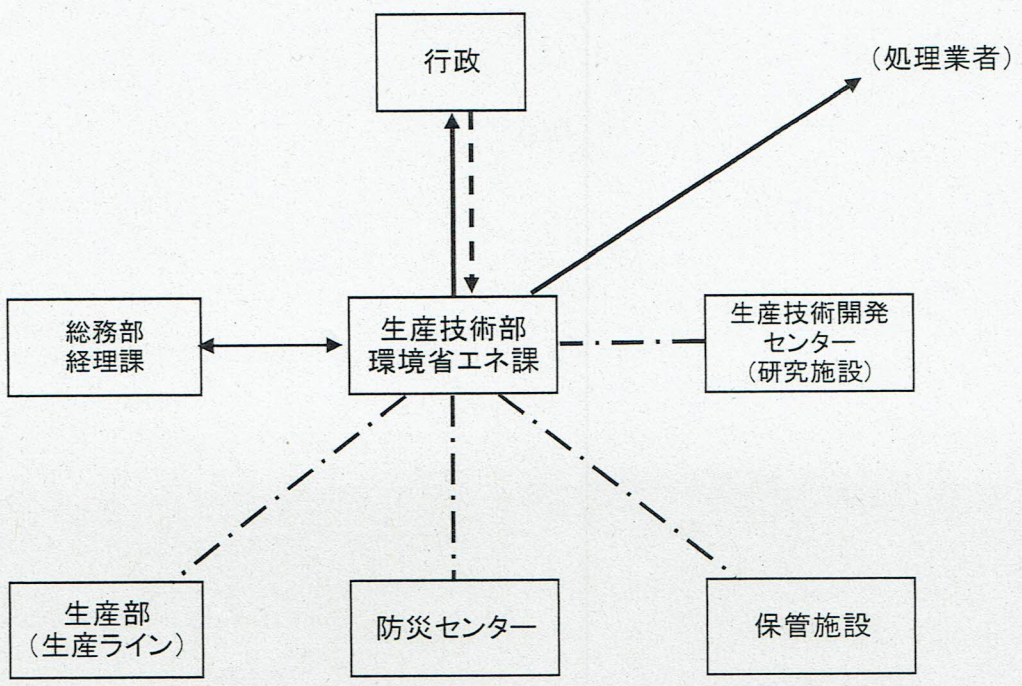 行政
（処理業者）
総務部
経理課
生産技術部
環境省エネ課
生産技術開発
センター
（研究施設）
生産部
（生産ライン）
防災センター
保管施設